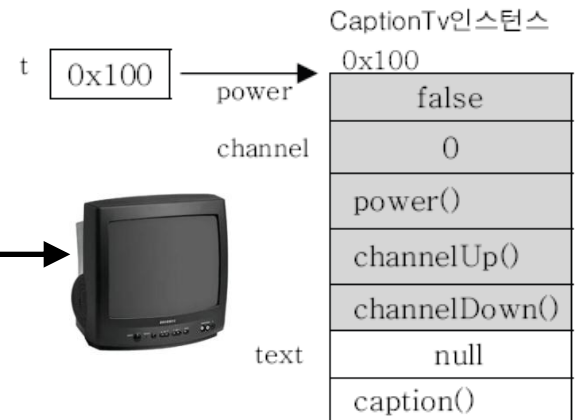 CaptionTv인스턴스
t
0x100
0x100
power
false
channel
0
power()
channelUp()
channelDown()
text
null
caption()